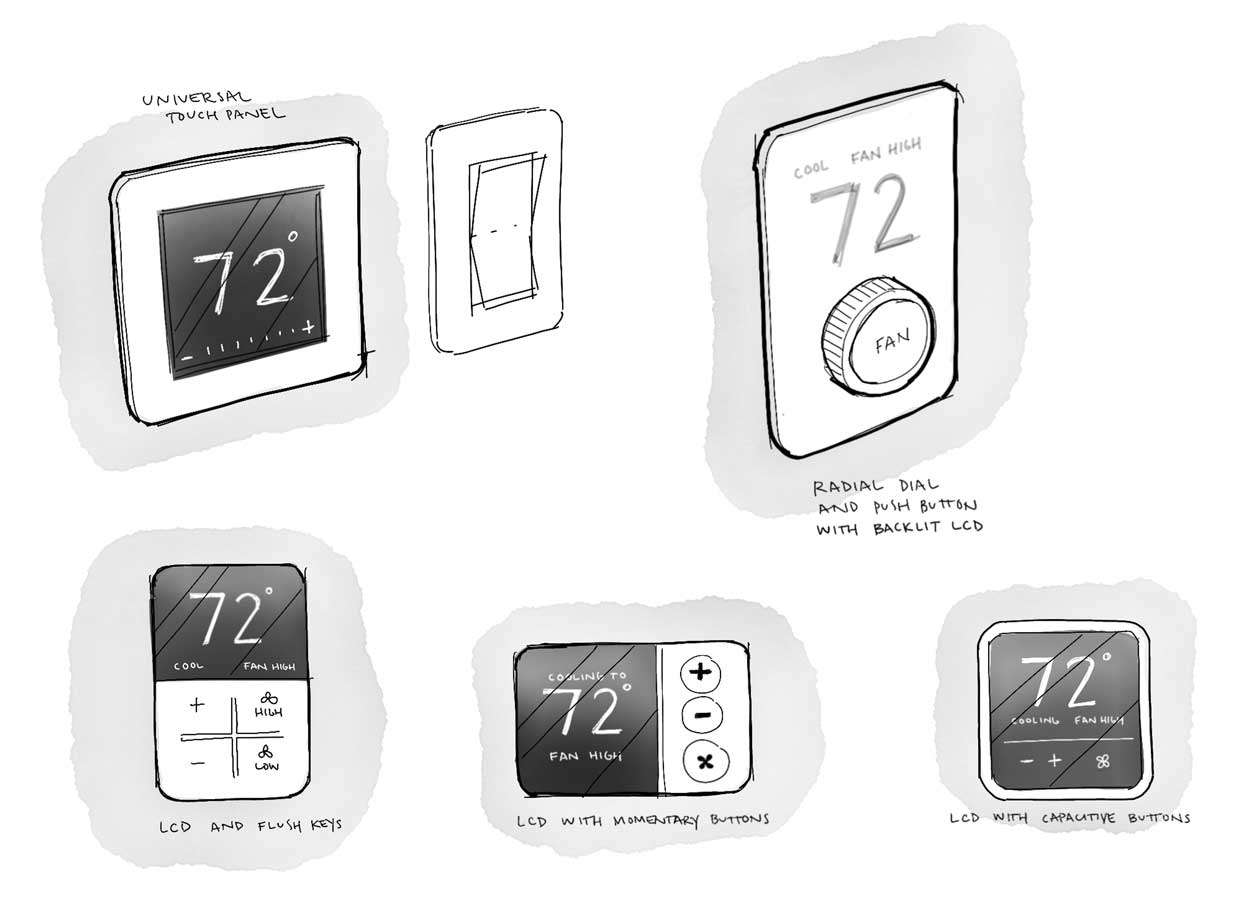 UNIVERSAL
TOUCH PANEL
72°
- +
COOL FAN HIGH
72
FAN
RADIAL DIAL
AND PUSH BUTTON
WITH BACKLIT LCD
72°
COOL FAN HIGH
+ HIGH
- LOW
LCD AND FLUSH KEYS
COOLING TO
72°
FAN HIGH
+
-
LCD WITH MOMENTARY BUTTONS
72°
COOLING FAN HIGH
- +
LCD WITH CAPACITIVE BUTTONS